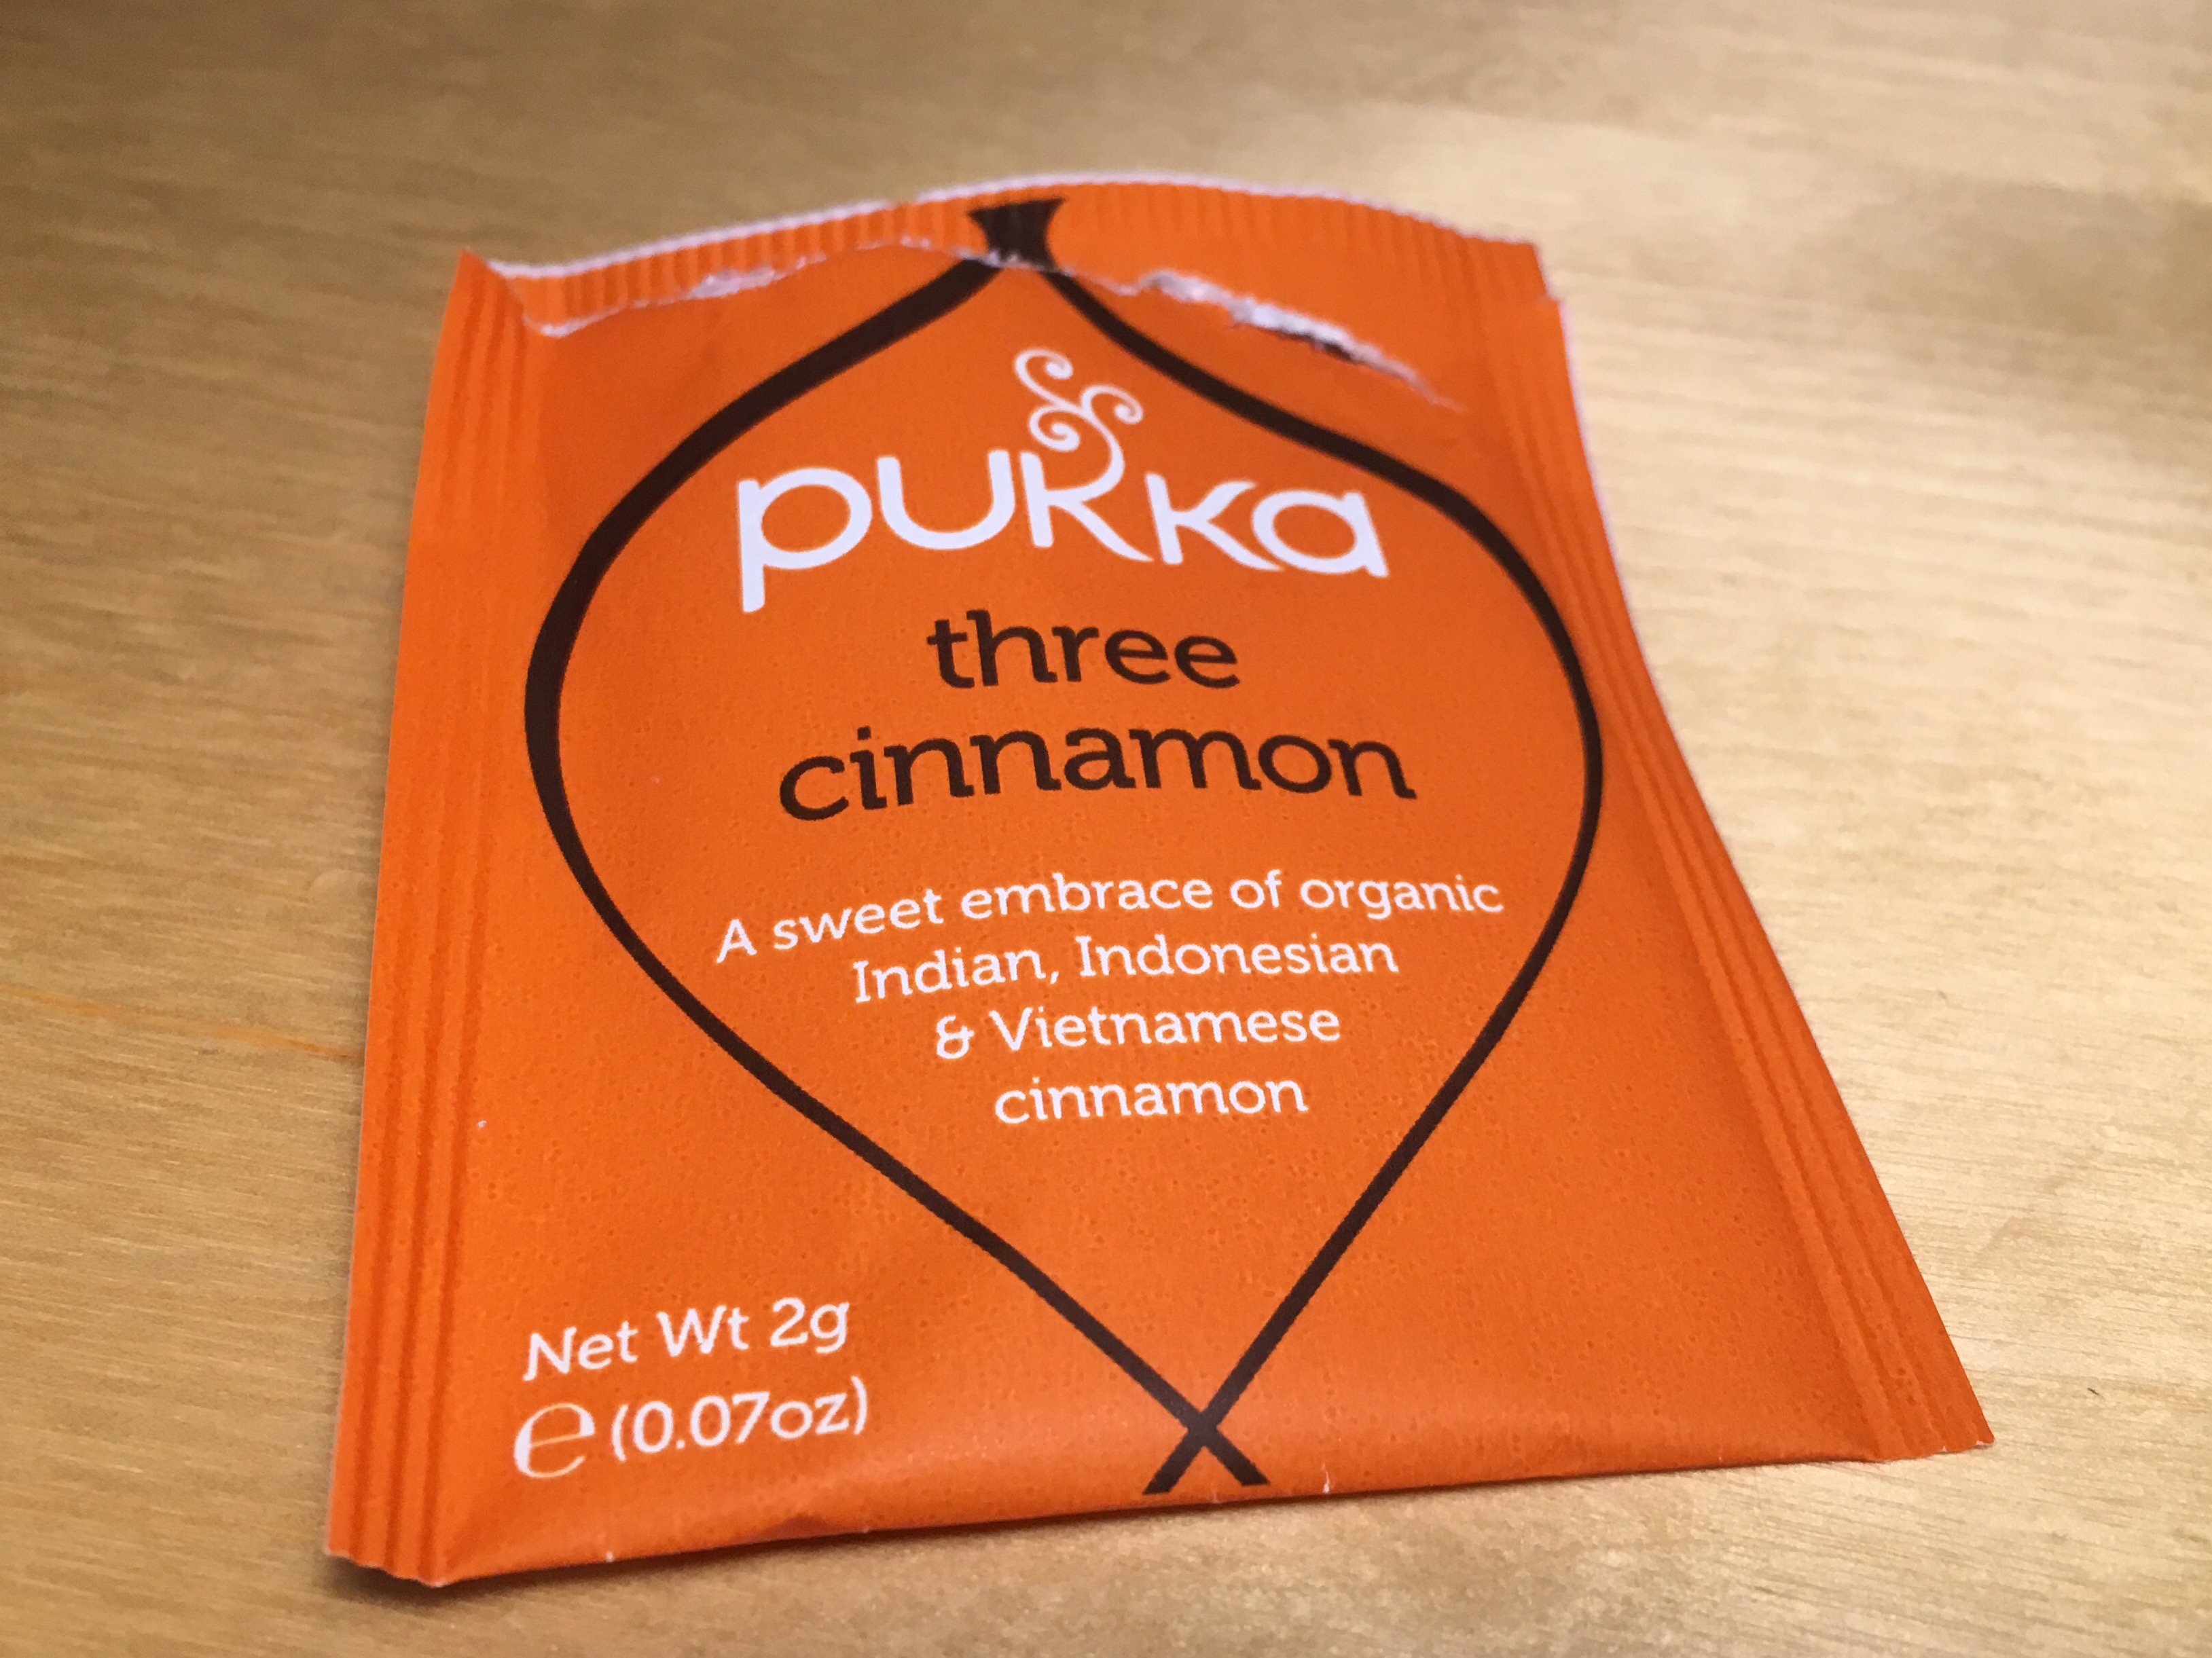 pukka
three
cinnamon
A sweet embrace of organic
Indian, Indonesian
& Vietnamese
cinnamon
Net Wt 2g
℮ (0.07oz)